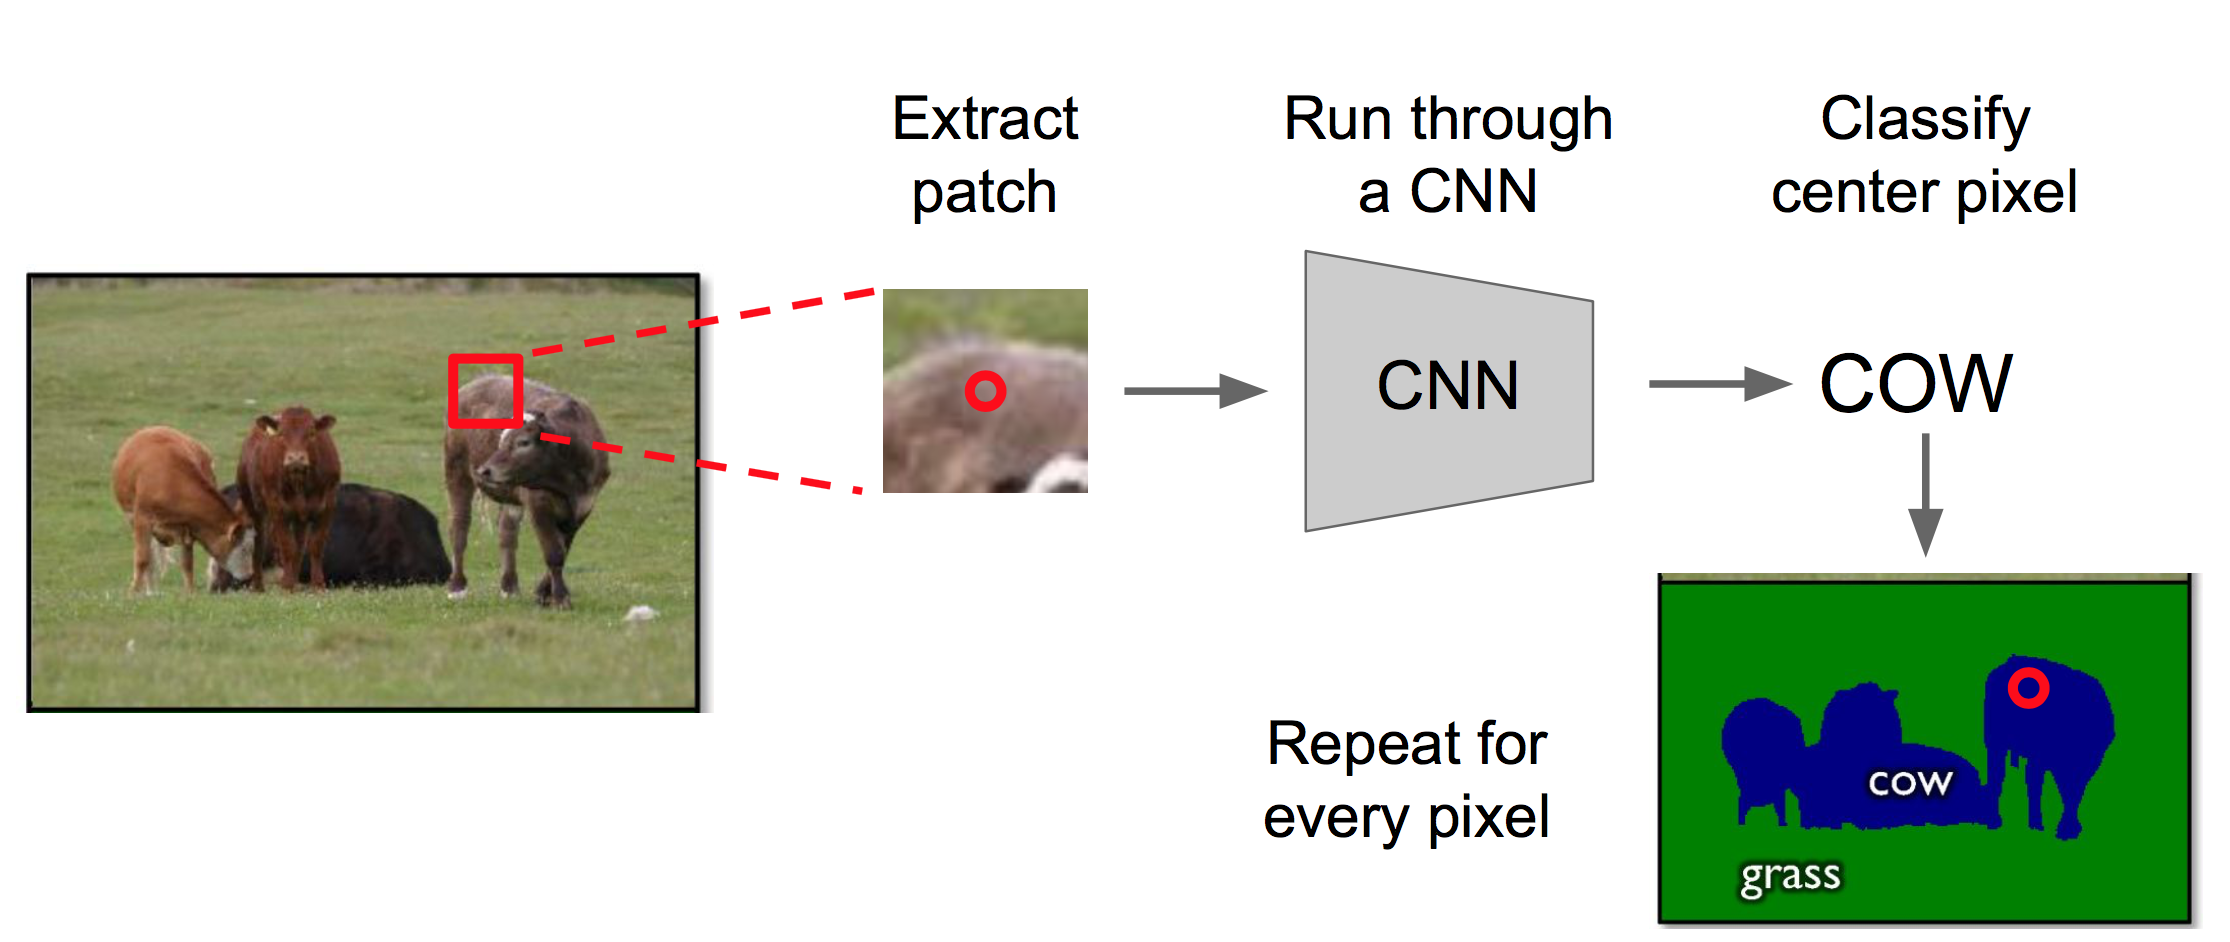 Extract
patch
Run through
a CNN
Classify
center pixel
CNN
COW
Repeat for
every pixel
cow
grass